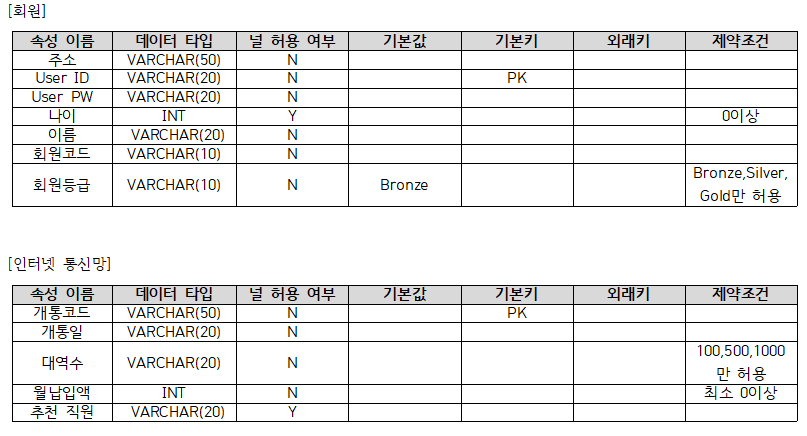 [회원]
속성 이름 데이터 타입 널 허용 여부 기본값 기본키 외래키 제약조건
주소 VARCHAR(50) N
User ID VARCHAR(20) N PK
User PW VARCHAR(20) N
나이 INT Y 0이상
이름 VARCHAR(20) N
회원코드 VARCHAR(10) N
회원등급 VARCHAR(10) N Bronze Bronze,Silver,
Gold만 허용
[인터넷 통신망]
속성 이름 데이터 타입 널 허용 여부 기본값 기본키 외래키 제약조건
개통코드 VARCHAR(50) N PK
개통일 VARCHAR(20) N
대역수 VARCHAR(20) N 100,500,1000
만 허용
월납입액 INT N 최소 0이상
추천 직원 VARCHAR(20) Y